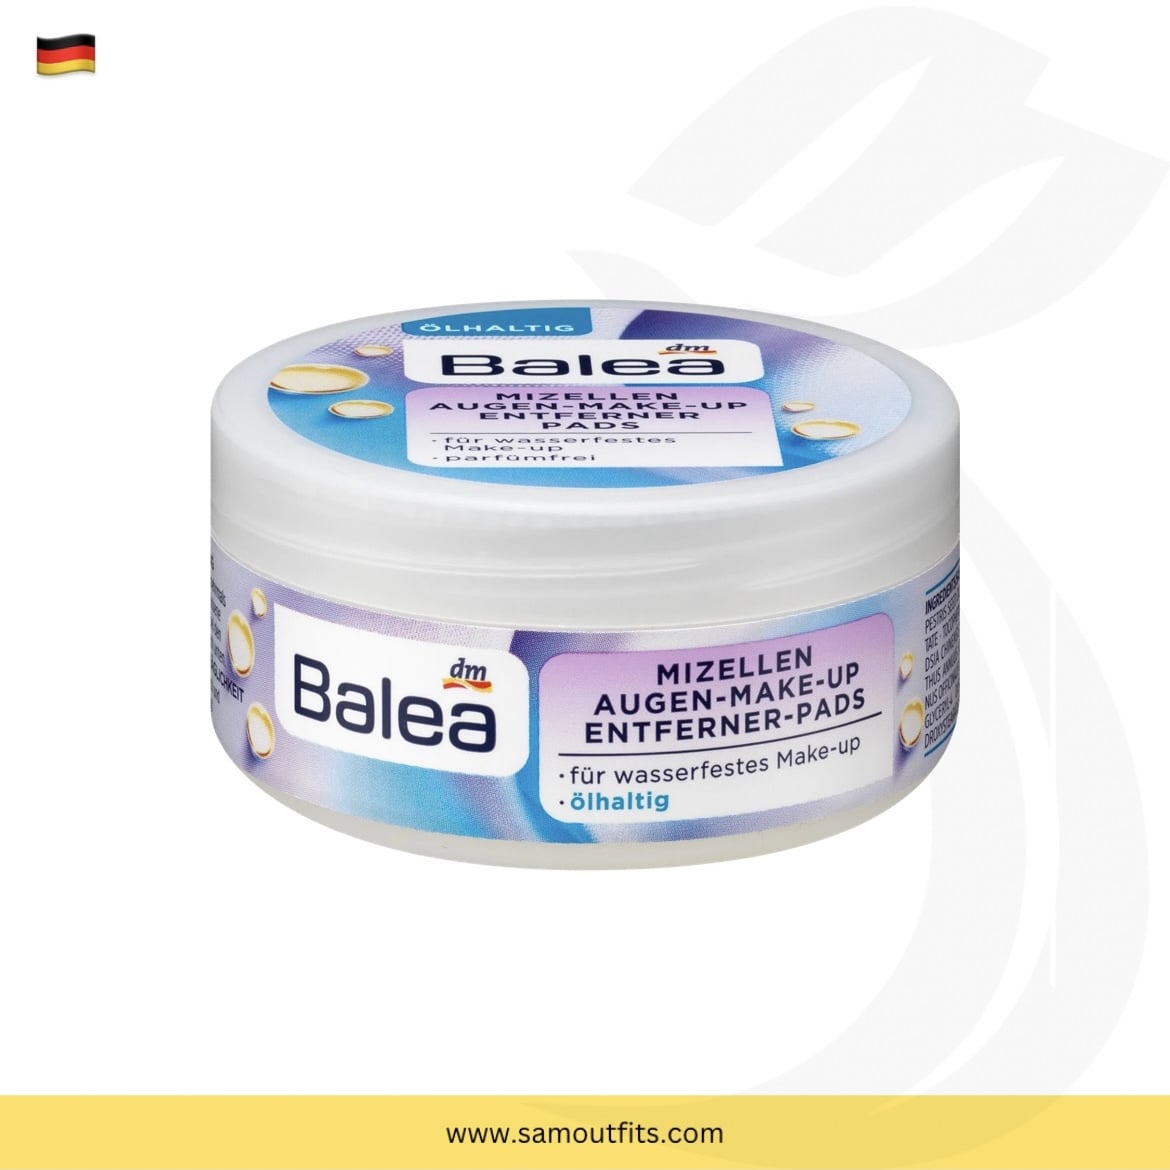 ÖLHALTIG
dm
Balea
MIZELLEN
AUGEN-MAKE-UP
ENTFERNER
PADS
· für wasserfestes
Make-up
· parfümfrei
dm
Balea
MIZELLEN
AUGEN-MAKE-UP
ENTFERNER-PADS
· für wasserfestes Make-up
· ölhaltig
www.samoutfits.com